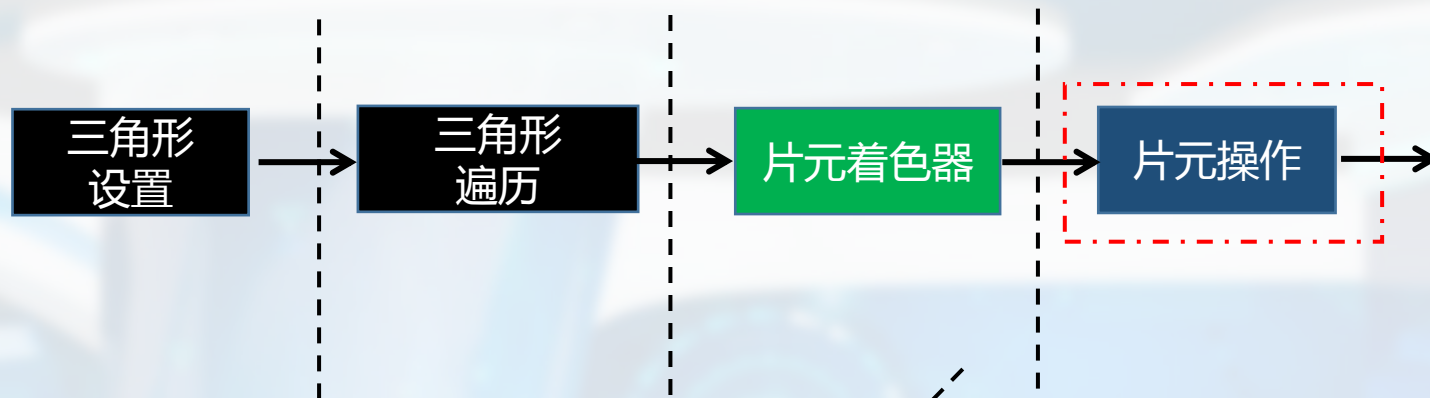 三角形
设置
三角形
遍历
片元着色器
片元操作